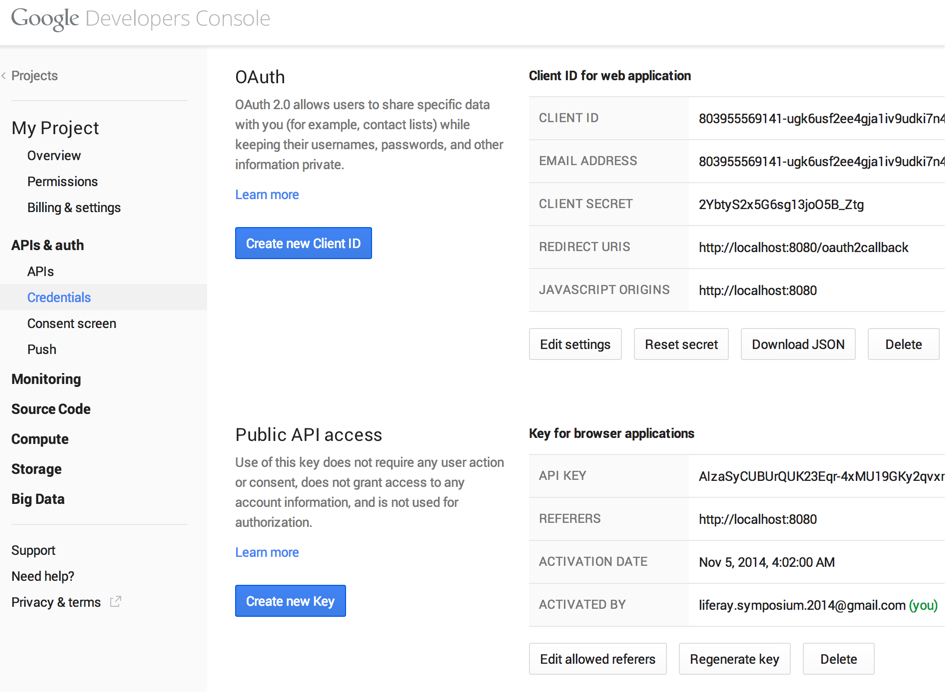 Google Developers Console
Projects
My Project
Overview
Permissions
Billing & settings
APIs & auth
APIs
Credentials
Consent screen
Push
Monitoring
Source Code
Compute
Storage
Big Data
Support
Need help?
Privacy & terms
OAuth
OAuth 2.0 allows users to share specific data
with you (for example, contact lists) while
keeping their usernames, passwords, and other
information private.
Learn more
Create new Client ID
Client ID for web application
CLIENT ID 803955569141-ugk6usf2ee4gja1iv9udki7n4
EMAIL ADDRESS 803955569141-ugk6usf2ee4gja1iv9udki7n4
CLIENT SECRET 2YbtyS2x5G6sg13joO5B_Ztg
REDIRECT URIS http://localhost:8080/oauth2callback
JAVASCRIPT ORIGINS http://localhost:8080
Edit settings Reset secret Download JSON Delete
Public API access
Use of this key does not require any user action
or consent, does not grant access to any
account information, and is not used for
authorization.
Learn more
Create new Key
Key for browser applications
API KEY AIzaSyCUBUrQUK23Eqr-4xMU19GKy2qvxr
REFERERS http://localhost:8080
ACTIVATION DATE Nov 5, 2014, 4:02:00 AM
ACTIVATED BY liferay.symposium.2014@gmail.com (you)
Edit allowed referers Regenerate key Delete